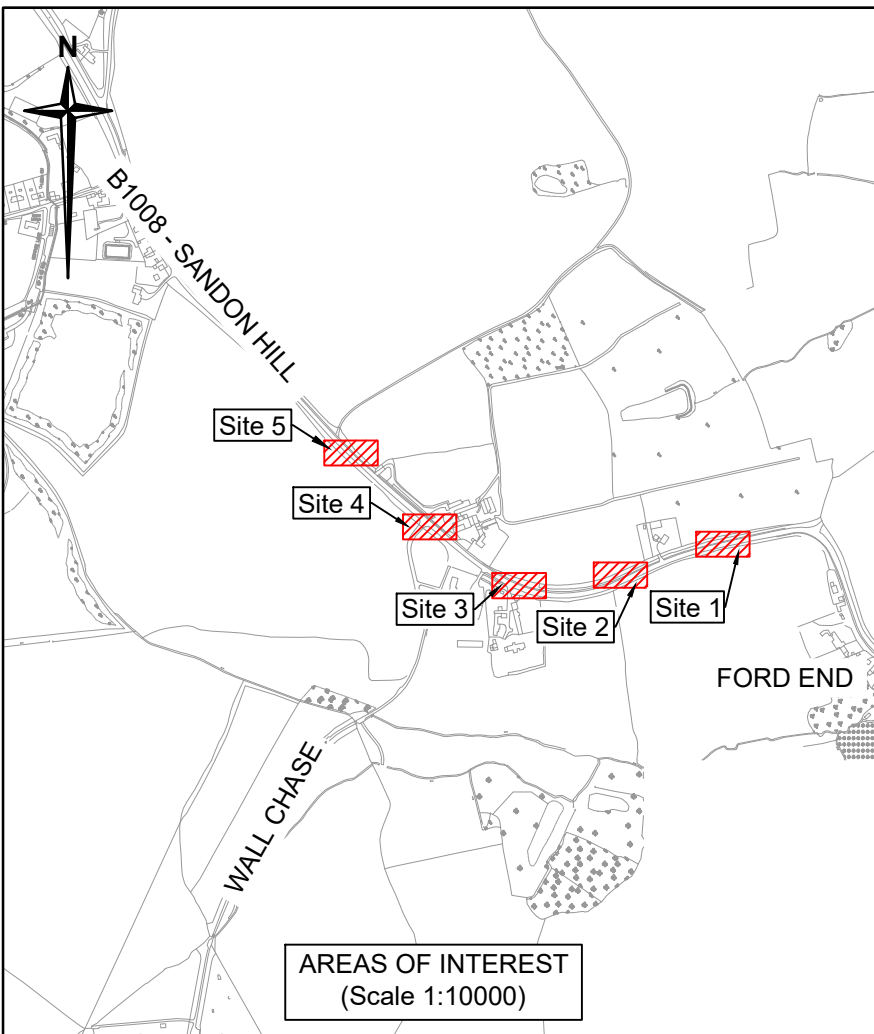 N
B1008 - SANDON HILL
Site 5
Site 4
Site 3
Site 2
Site 1
FORD END
WALL CHASE
AREAS OF INTEREST
(Scale 1:10000)